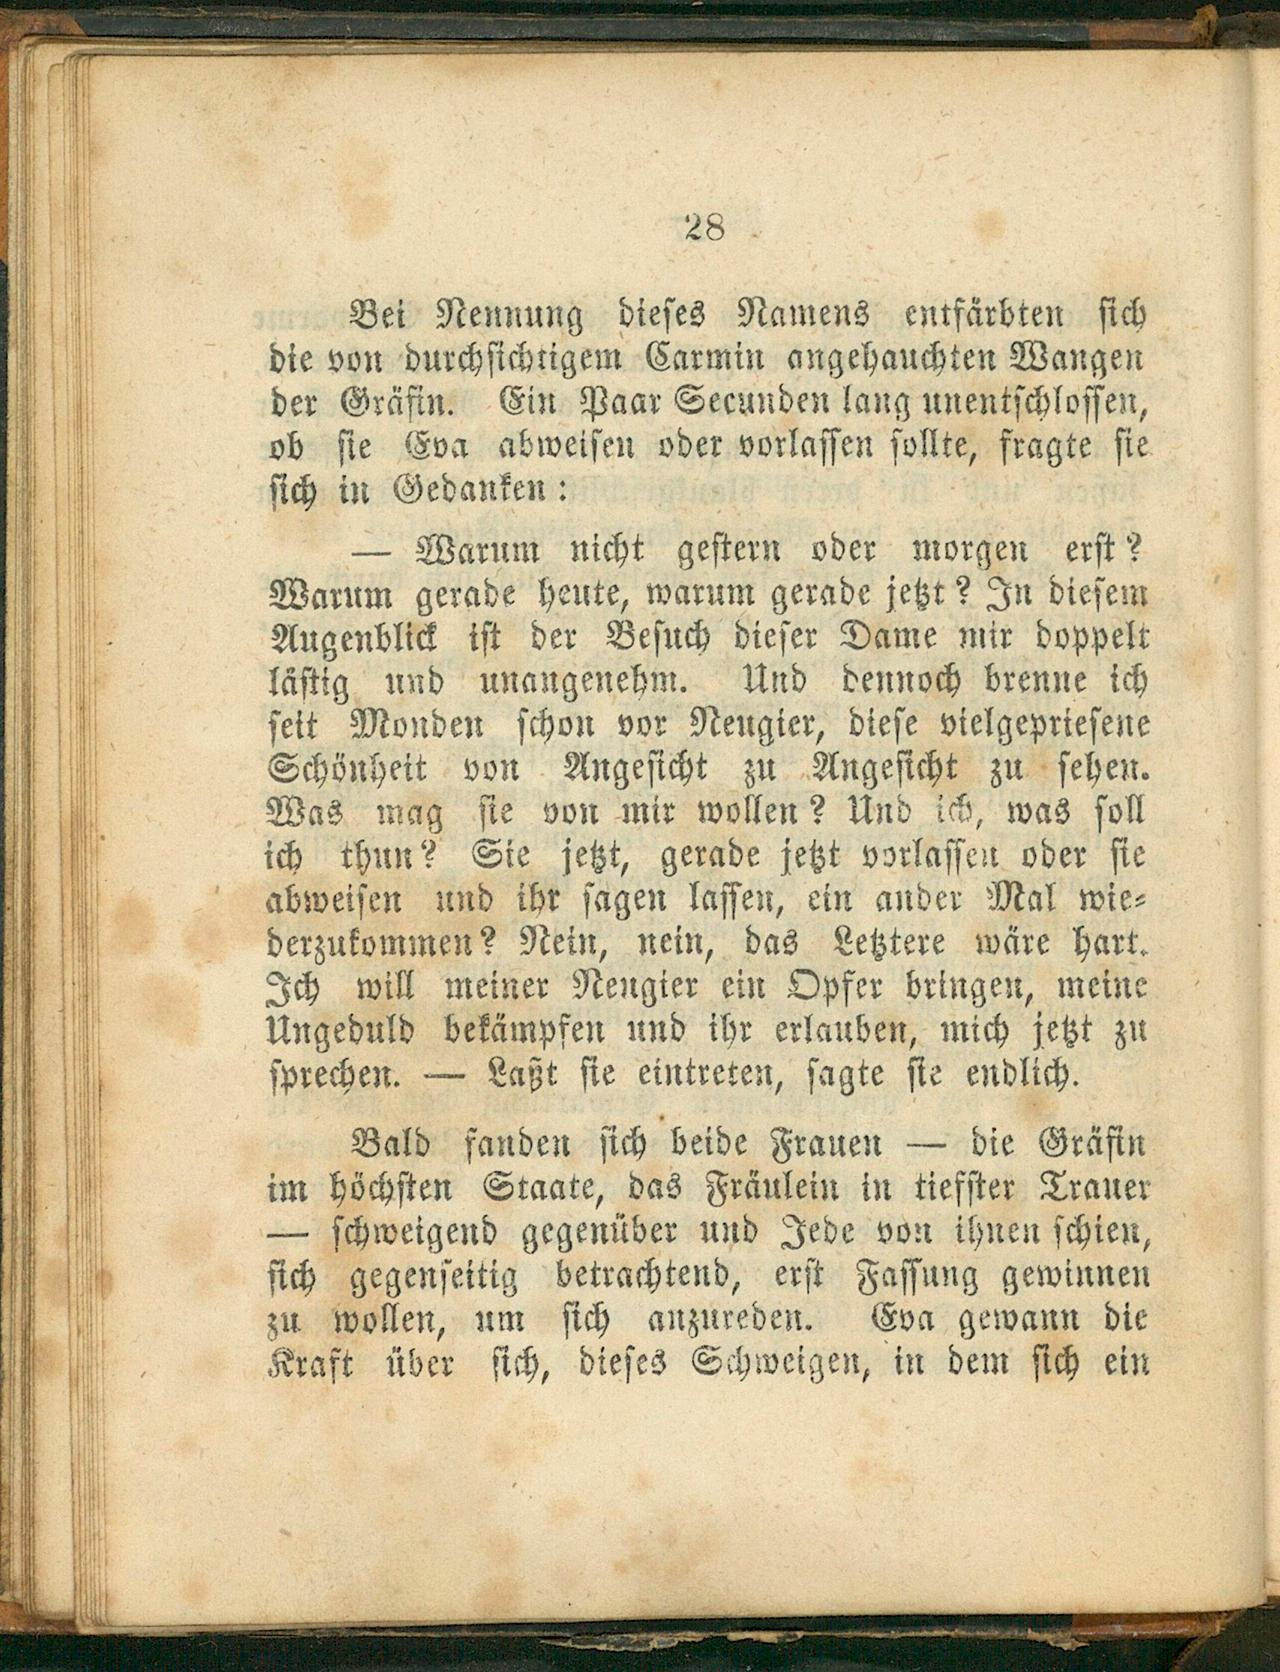 28
Bei Nennung dieses Namens entfärbten sich
die von durchsichtigem Carmin angehauchten Wangen
der Gräfin. Ein Paar Secunden lang unentschlossen,
ob sie Eva abweisen oder vorlassen sollte, fragte sie
sich in Gedanken:
— Warum nicht gestern oder morgen erst?
Warum gerade heute, warum gerade jetzt? In diesem
Augenblick ist der Besuch dieser Dame mir doppelt
lästig und unangenehm. Und dennoch brenne ich
seit Monden schon vor Neugier, diese vielgepriesene
Schönheit von Angesicht zu Angesicht zu sehen.
Was mag sie von mir wollen? Und ich, was soll
ich thun? Sie jetzt, gerade jetzt vorlassen oder sie
abweisen und ihr sagen lassen, ein ander Mal wie-
derzukommen? Nein, nein, das Letztere wäre hart.
Ich will meiner Neugier ein Opfer bringen, meine
Ungeduld bekämpfen und ihr erlauben, mich jetzt zu
sprechen. — Laßt sie eintreten, sagte sie endlich.
Bald fanden sich beide Frauen — die Gräfin
im höchsten Staate, das Fräulein in tiefster Trauer
— schweigend gegenüber und Jede von ihnen schien,
sich gegenseitig betrachtend, erst Fassung gewinnen
zu wollen, um sich anzureden. Eva gewann die
Kraft über sich, dieses Schweigen, in dem sich ein